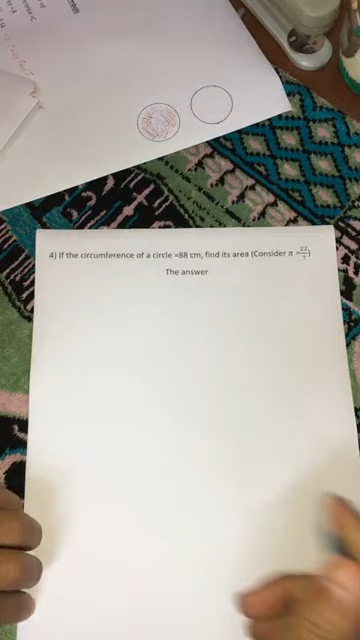 4) If the circumference of a circle =88 cm, find its area (Consider π =22/7)
The answer